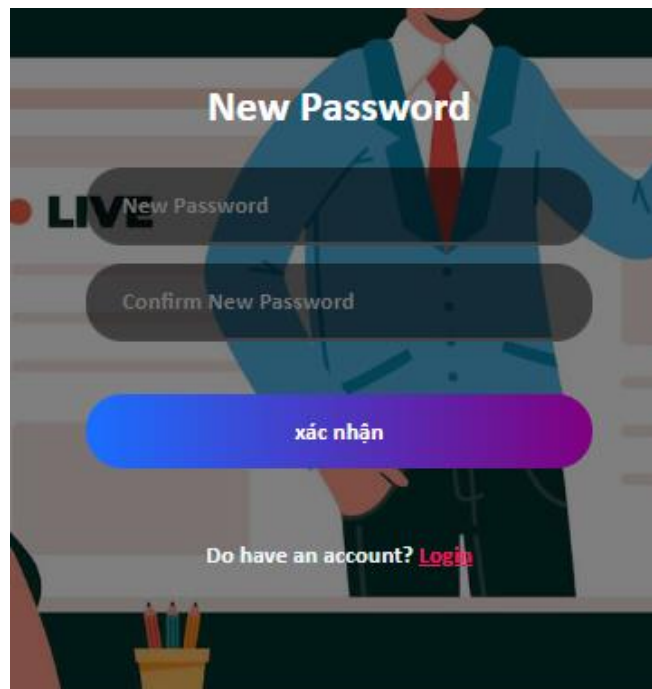 New Password
LIVE
New Password
Confirm New Password
xác nhận
Do have an account? Login